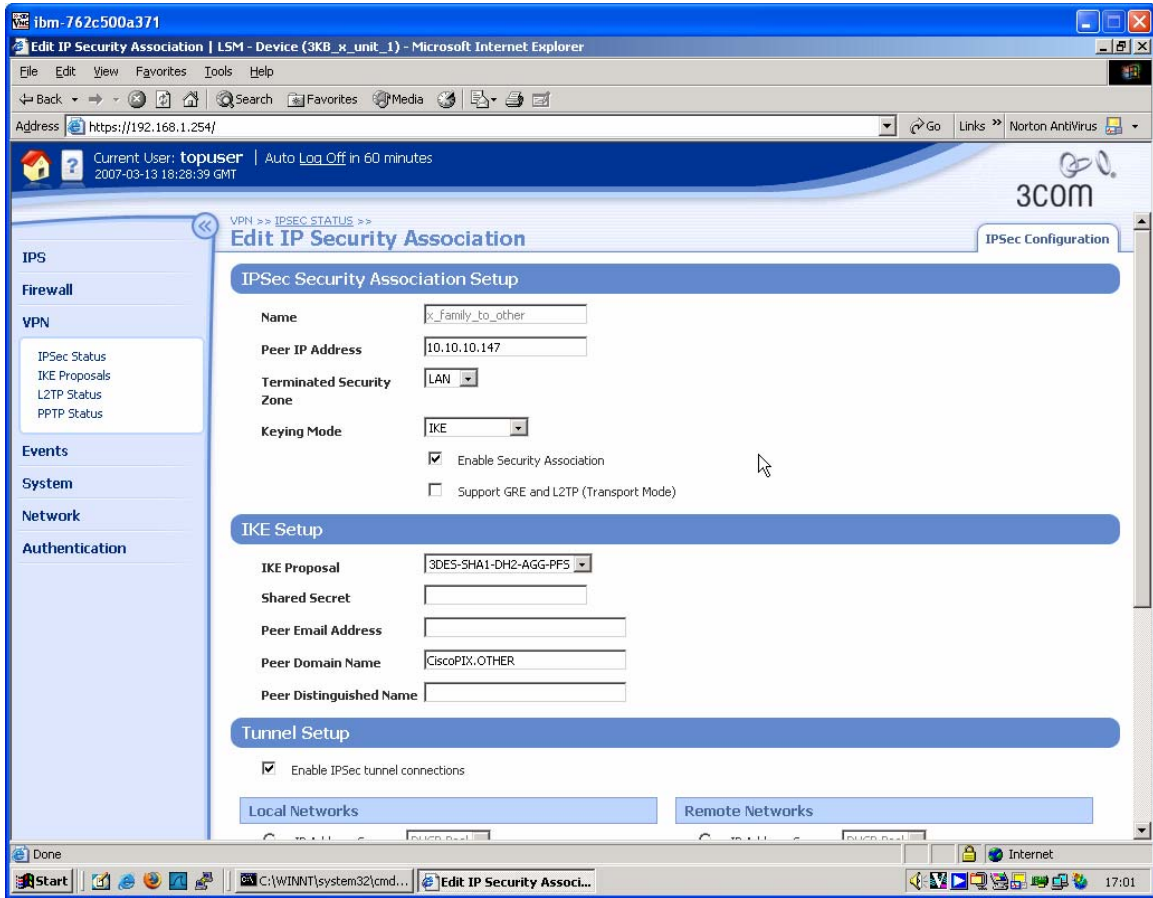 ibm-762c500a371
Edit IP Security Association | LSM - Device (3KB_x_unit_1) - Microsoft Internet Explorer
File Edit View Favorites Tools Help
Back Search Favorites Media
Address https://192.168.1.254/ Go Links » Norton AntiVirus
Current User: topuser | Auto Log Off in 60 minutes
2007-03-13 18:28:39 GMT
3COM
VPN >> IPSEC STATUS >>
Edit IP Security Association
IPSec Configuration
IPS
Firewall
VPN
IPSec Status
IKE Proposals
L2TP Status
PPTP Status
Events
System
Network
Authentication
IPSec Security Association Setup
Name x_family_to_other
Peer IP Address 10.10.10.147
Terminated Security Zone LAN
Keying Mode IKE
Enable Security Association
Support GRE and L2TP (Transport Mode)
IKE Setup
IKE Proposal 3DES-SHA1-DH2-AGG-PFS
Shared Secret
Peer Email Address
Peer Domain Name CiscoPIX.OTHER
Peer Distinguished Name
Tunnel Setup
Enable IPSec tunnel connections
Local Networks Remote Networks
Done Internet
Start C:\WINNT\system32\cmd... Edit IP Security Associ... 17:01